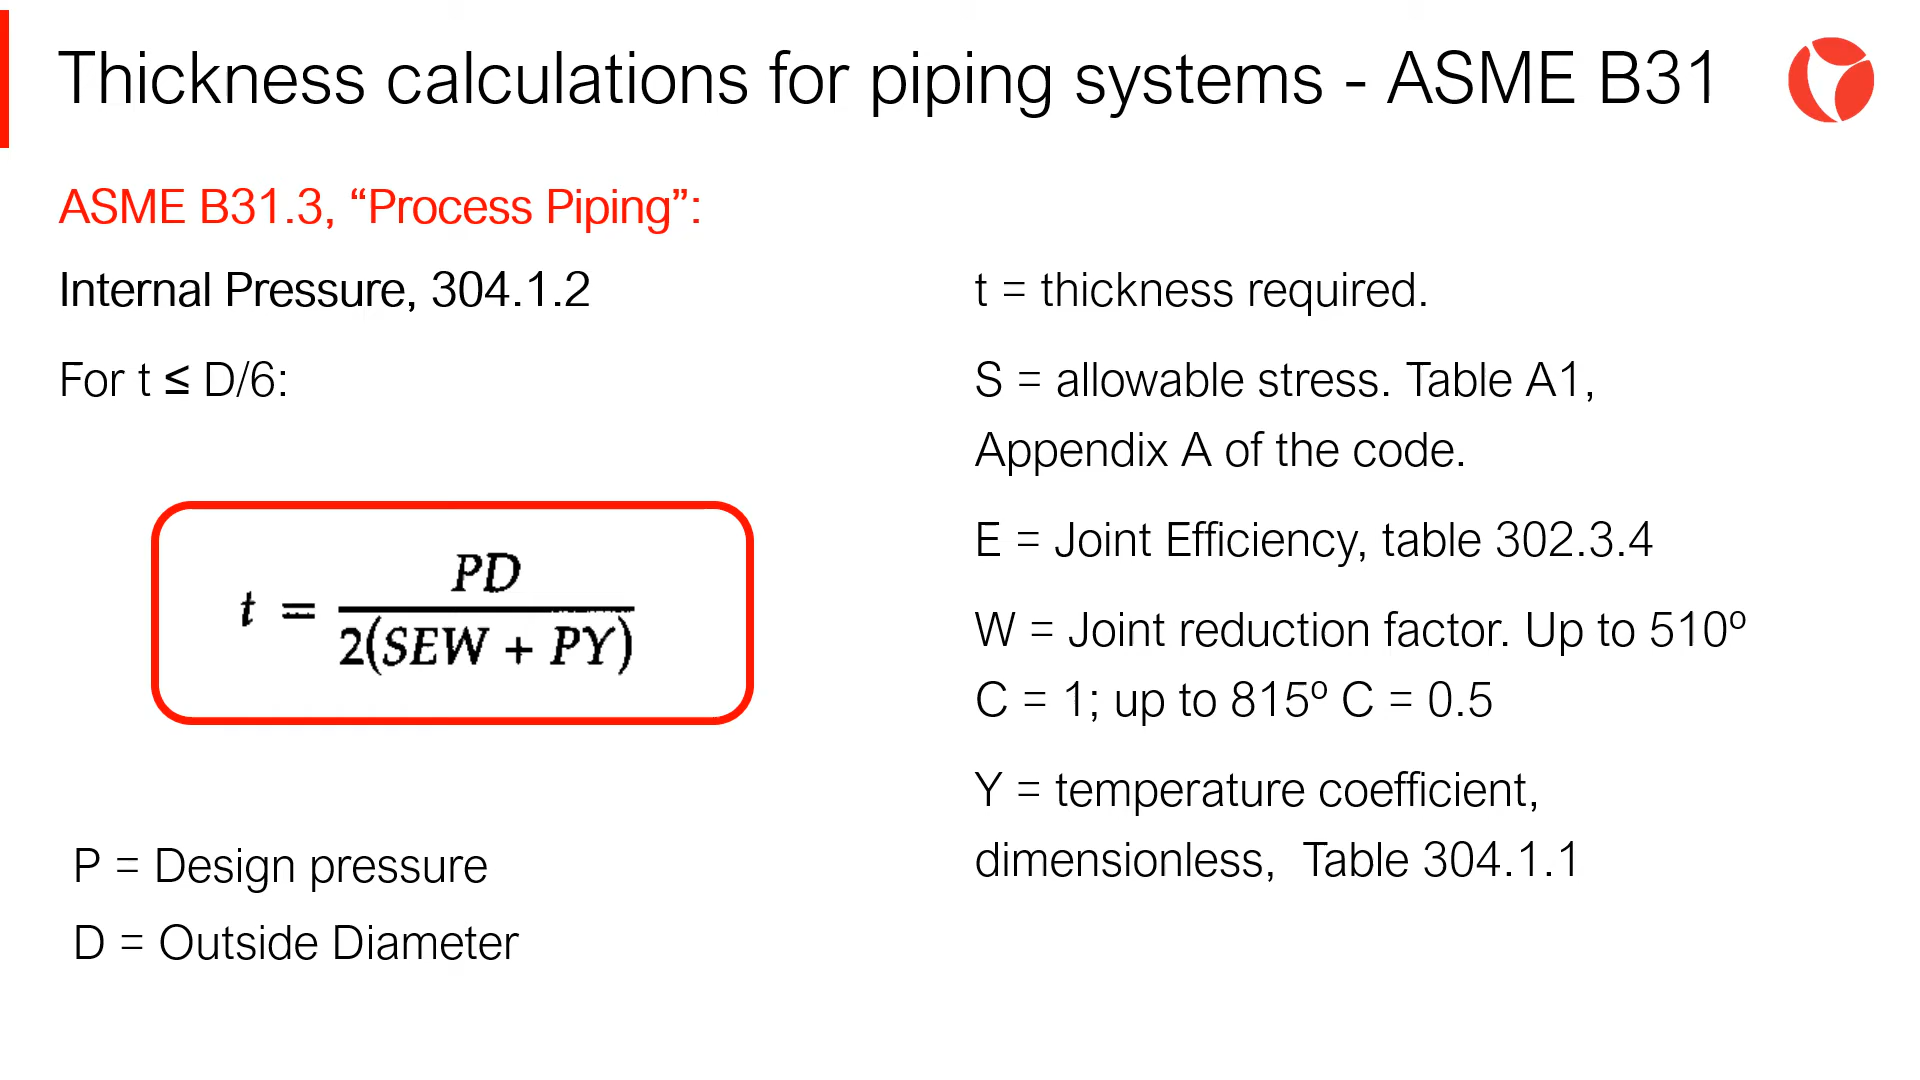 Thickness calculations for piping systems - ASME B31
ASME B31.3, “Process Piping”:
Internal Pressure, 304.1.2
For t ≤ D/6:
t = PD / 2(SEW + PY)
P = Design pressure
D = Outside Diameter
t = thickness required.
S = allowable stress. Table A1,
Appendix A of the code.
E = Joint Efficiency, table 302.3.4
W = Joint reduction factor. Up to 510º
C = 1; up to 815º C = 0.5
Y = temperature coefficient,
dimensionless,  Table 304.1.1